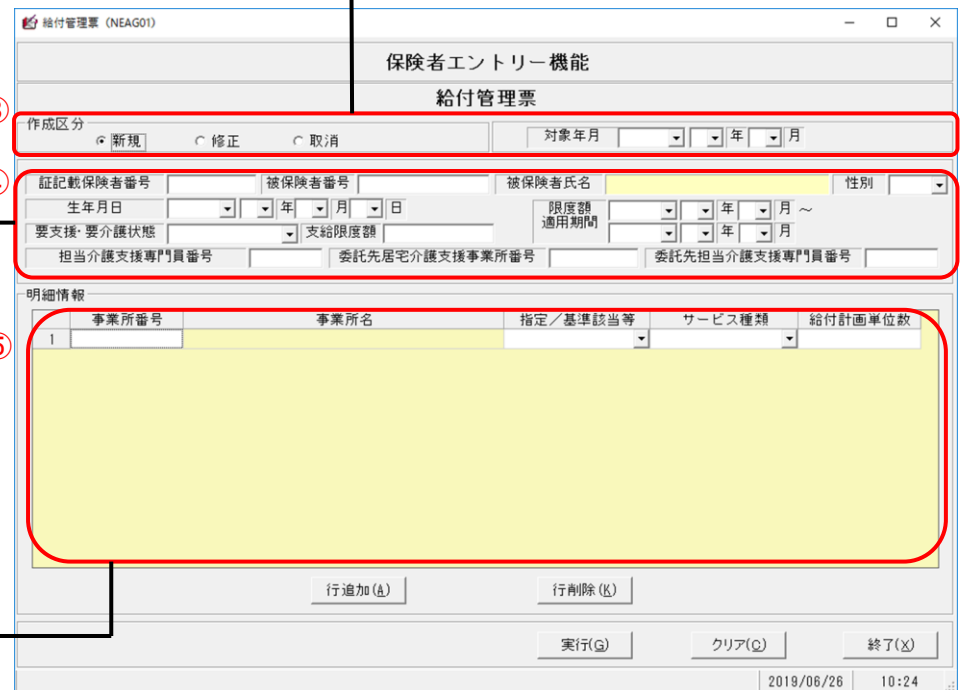 給付管理票 (NEAG01)
保険者エントリー機能
給付管理票
作成区分
新規 修正 取消 対象年月 年 月
証記載保険者番号 被保険者番号 被保険者氏名 性別
生年月日 年 月 日 限度額適用期間 年 月 ～
要支援・要介護状態 支給限度額 年 月
担当介護支援専門員番号 委託先居宅介護支援事業所番号 委託先担当介護支援専門員番号
明細情報
事業所番号 事業所名 指定／基準該当等 サービス種類 給付計画単位数
1
行追加(A) 行削除(K)
実行(G) クリア(C) 終了(X)
2019/06/26 10:24